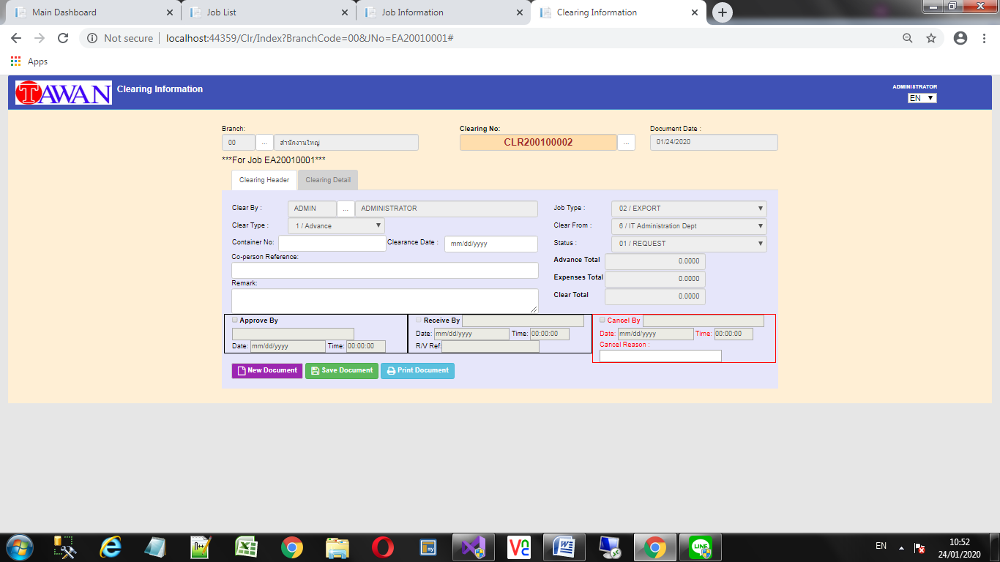 Main Dashboard
Job List
Job Information
Clearing Information
Not secure
localhost:44359/Clr/Index?BranchCode=00&JNo=EA20010001#
Apps
TAWAN
Clearing Information
ADMINISTRATOR
EN
Branch:
Clearing No:
Document Date :
00
...
สำนักงานใหญ่
CLR200100002
...
01/24/2020
***For Job EA20010001***
Clearing Header
Clearing Detail
Clear By :
ADMIN
...
ADMINISTRATOR
Job Type :
02 / EXPORT
Clear Type :
1 / Advance
Clear From :
6 / IT Administration Dept
Container No:
Clearance Date :
mm/dd/yyyy
Status :
01 / REQUEST
Co-person Reference:
Advance Total
0.0000
Remark:
Expenses Total
0.0000
Clear Total
0.0000
Approve By
Date: mm/dd/yyyy Time: 00:00:00
Receive By
Date: mm/dd/yyyy Time: 00:00:00
R/V Ref:
Cancel By
Date: mm/dd/yyyy Time: 00:00:00
Cancel Reason :
New Document
Save Document
Print Document
EN
10:52
24/01/2020